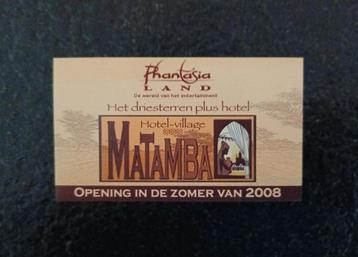 Phantasia
LAND
De wereld van het entertainment
Het driesterren plus hotel
Hotel-village
MATAMBA
OPENING IN DE ZOMER VAN 2008